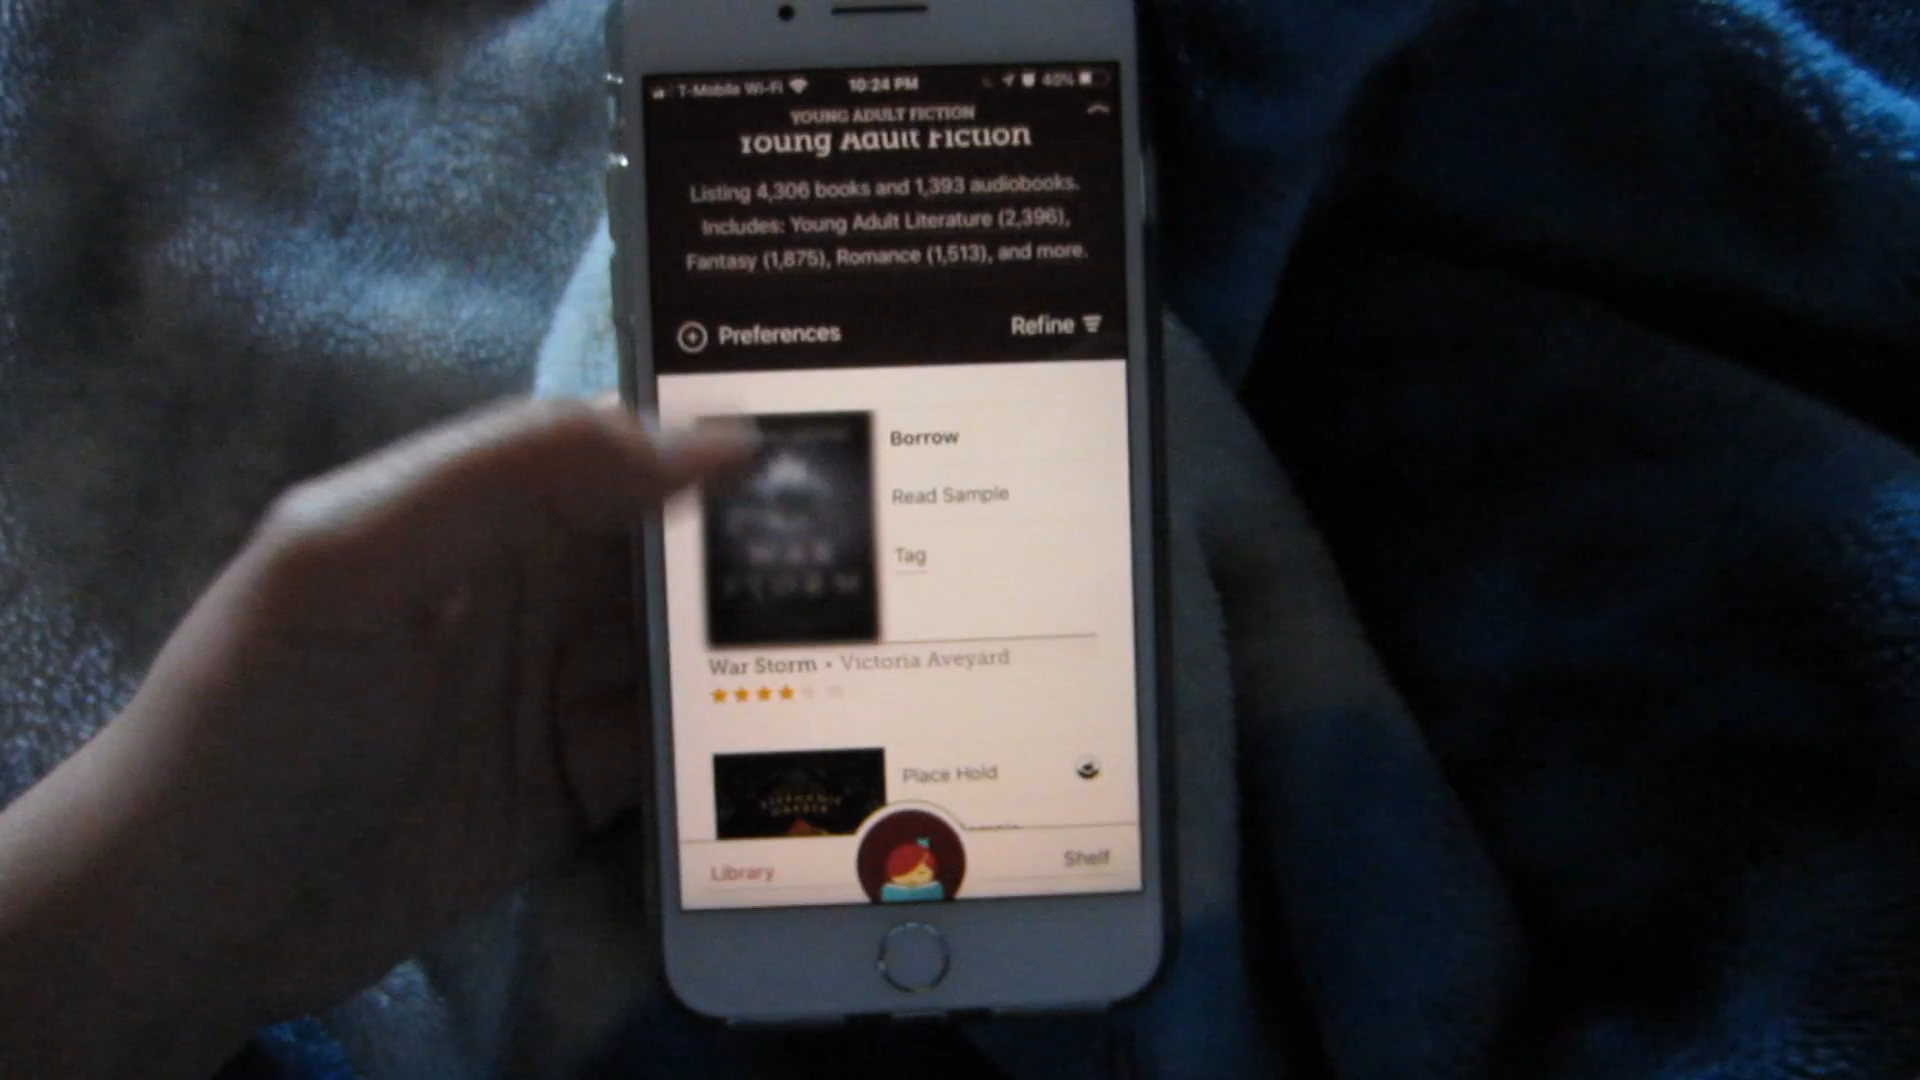 T-Mobile Wi-Fi 10:24 PM 40%
YOUNG ADULT FICTION
Young Adult Fiction
Listing 4,306 books and 1,393 audiobooks.
Includes: Young Adult Literature (2,396),
Fantasy (1,875), Romance (1,513), and more.
Preferences
Refine
Borrow
Read Sample
Tag
WAR
STORM
War Storm • Victoria Aveyard
Place Hold
Library
Shelf